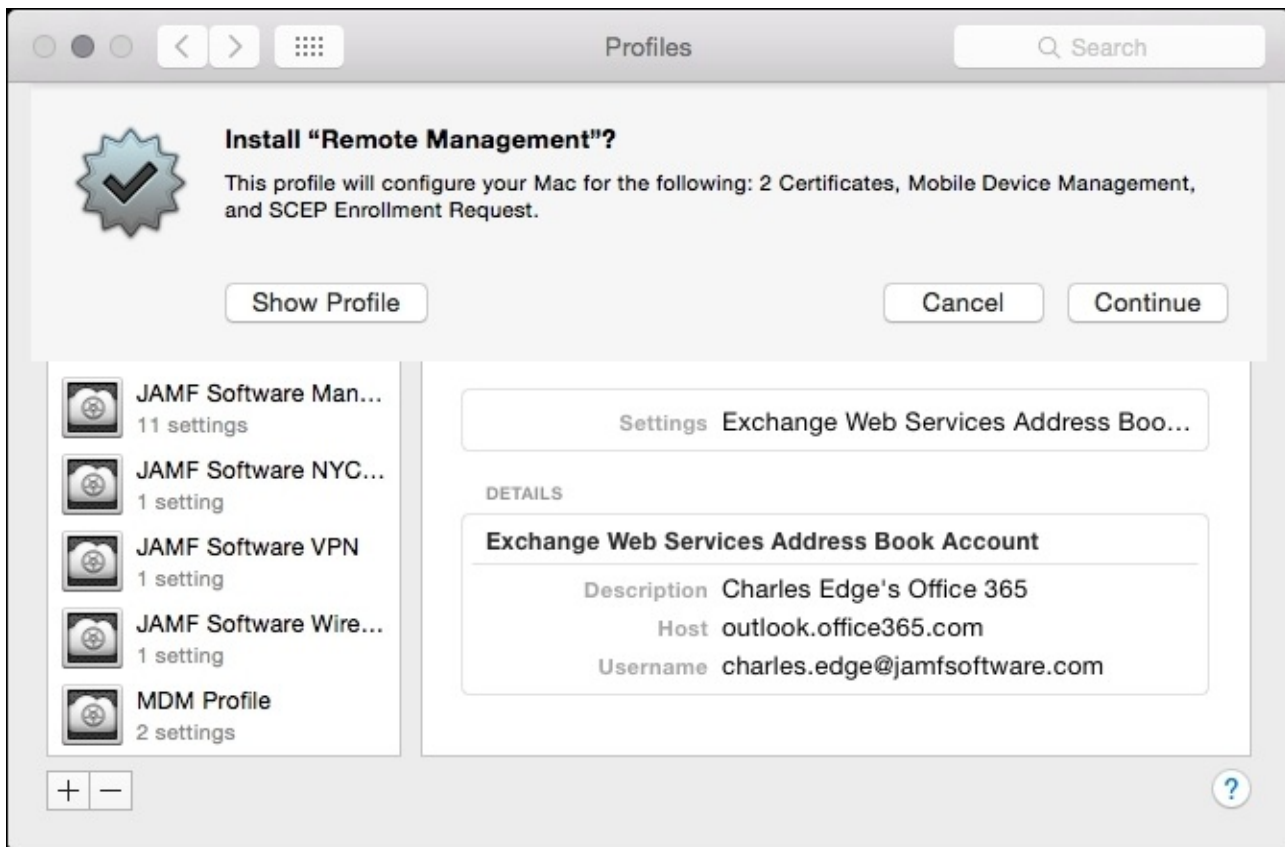 Profiles
Search
Install “Remote Management”?
This profile will configure your Mac for the following: 2 Certificates, Mobile Device Management,
and SCEP Enrollment Request.
Show Profile
Cancel
Continue
JAMF Software Man...
11 settings
JAMF Software NYC...
1 setting
JAMF Software VPN
1 setting
JAMF Software Wire...
1 setting
MDM Profile
2 settings
Settings Exchange Web Services Address Boo...
DETAILS
Exchange Web Services Address Book Account
Description Charles Edge's Office 365
Host outlook.office365.com
Username charles.edge@jamfsoftware.com
+ −
?